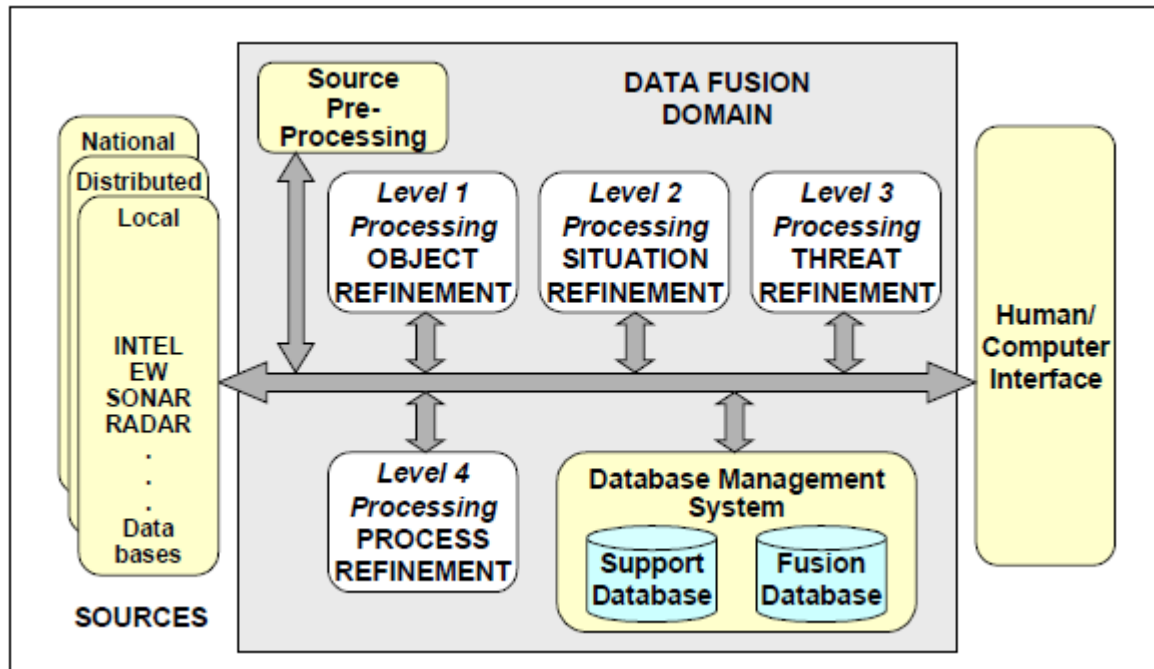 Source
Pre-
Processing
DATA FUSION
DOMAIN
National
Distributed
Local
INTEL
EW
SONAR
RADAR
.
.
.
Data
bases
SOURCES
Level 1
Processing
OBJECT
REFINEMENT
Level 2
Processing
SITUATION
REFINEMENT
Level 3
Processing
THREAT
REFINEMENT
Human/
Computer
Interface
Level 4
Processing
PROCESS
REFINEMENT
Database Management
System
Support
Database
Fusion
Database